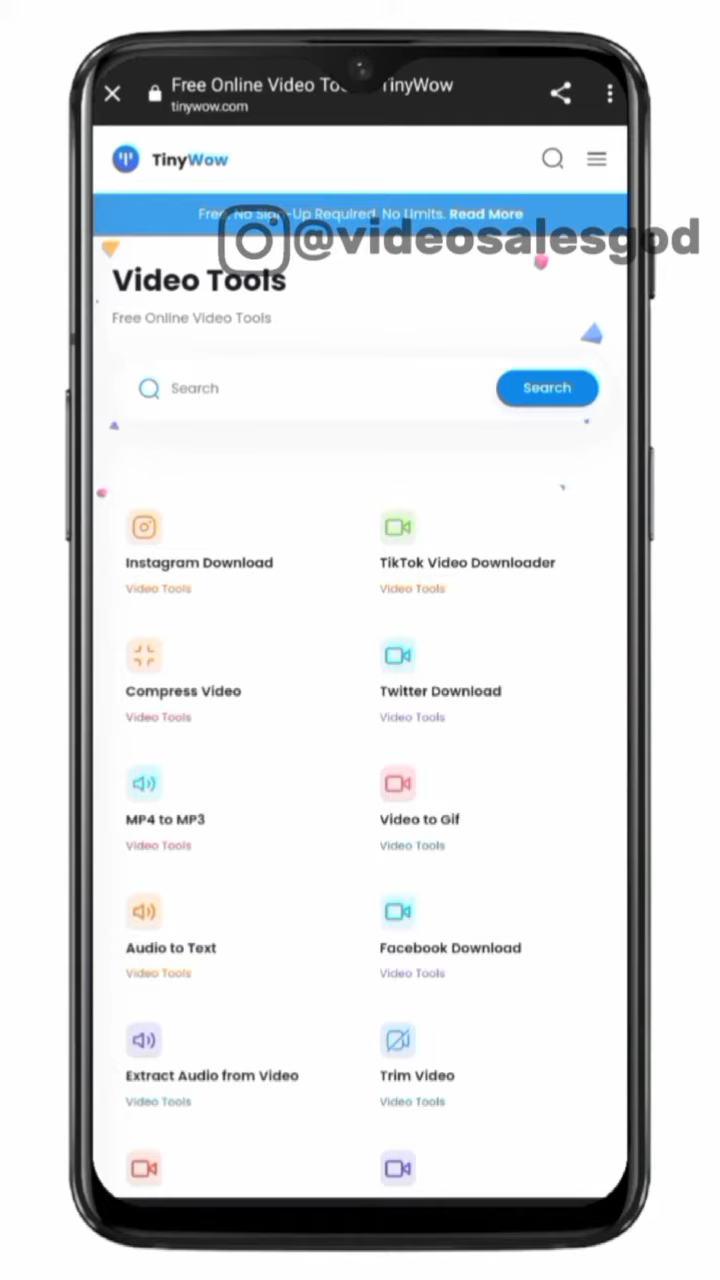 Free Online Video To TinyWow
tinywow.com
TinyWow
Free. No Sign-Up Required. No Limits. Read More
@videosalesgod
Video Tools
Free Online Video Tools
Search Search
Instagram Download TikTok Video Downloader
Video Tools Video Tools
Compress Video Twitter Download
Video Tools Video Tools
MP4 to MP3 Video to Gif
Video Tools Video Tools
Audio to Text Facebook Download
Video Tools Video Tools
Extract Audio from Video Trim Video
Video Tools Video Tools